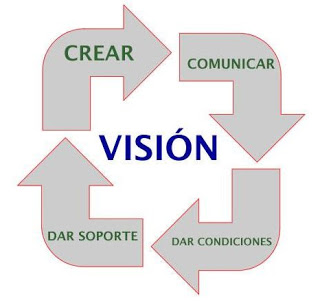 CREAR
COMUNICAR
VISIÓN
DAR SOPORTE
DAR CONDICIONES